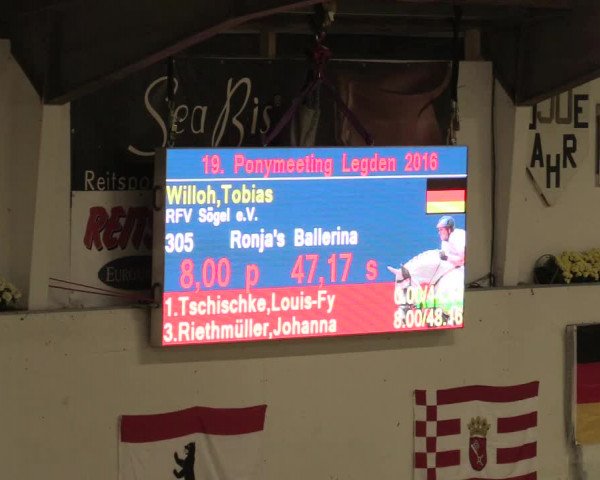 Sea Bis
JOE
AHR
Reitspo
REITS
EURO
19. Ponymeeting Legden 2016
Willoh,Tobias
RFV Sögel e.V.
305 Ronja's Ballerina
8,00 p 47,17 s
1.Tschischke,Louis-Fy
3.Riethmüller,Johanna 8.00/48.16